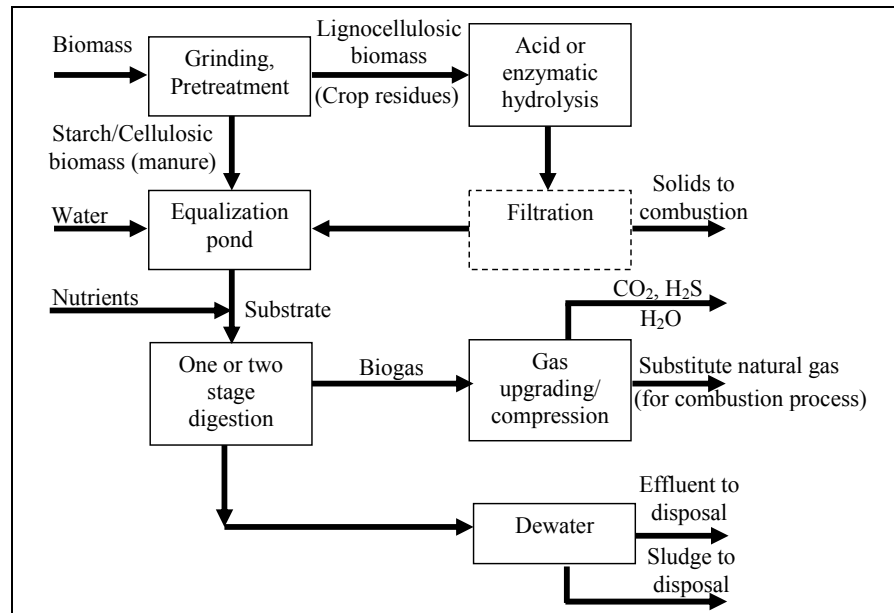 Biomass
Grinding,
Pretreatment
Lignocellulosic
biomass
(Crop residues)
Acid or
enzymatic
hydrolysis
Starch/Cellulosic
biomass (manure)
Water
Equalization
pond
Filtration
Solids to
combustion
Nutrients
Substrate
CO₂, H₂S
H₂O
One or two
stage
digestion
Biogas
Gas
upgrading/
compression
Substitute natural gas
(for combustion process)
Dewater
Effluent to
disposal
Sludge to
disposal